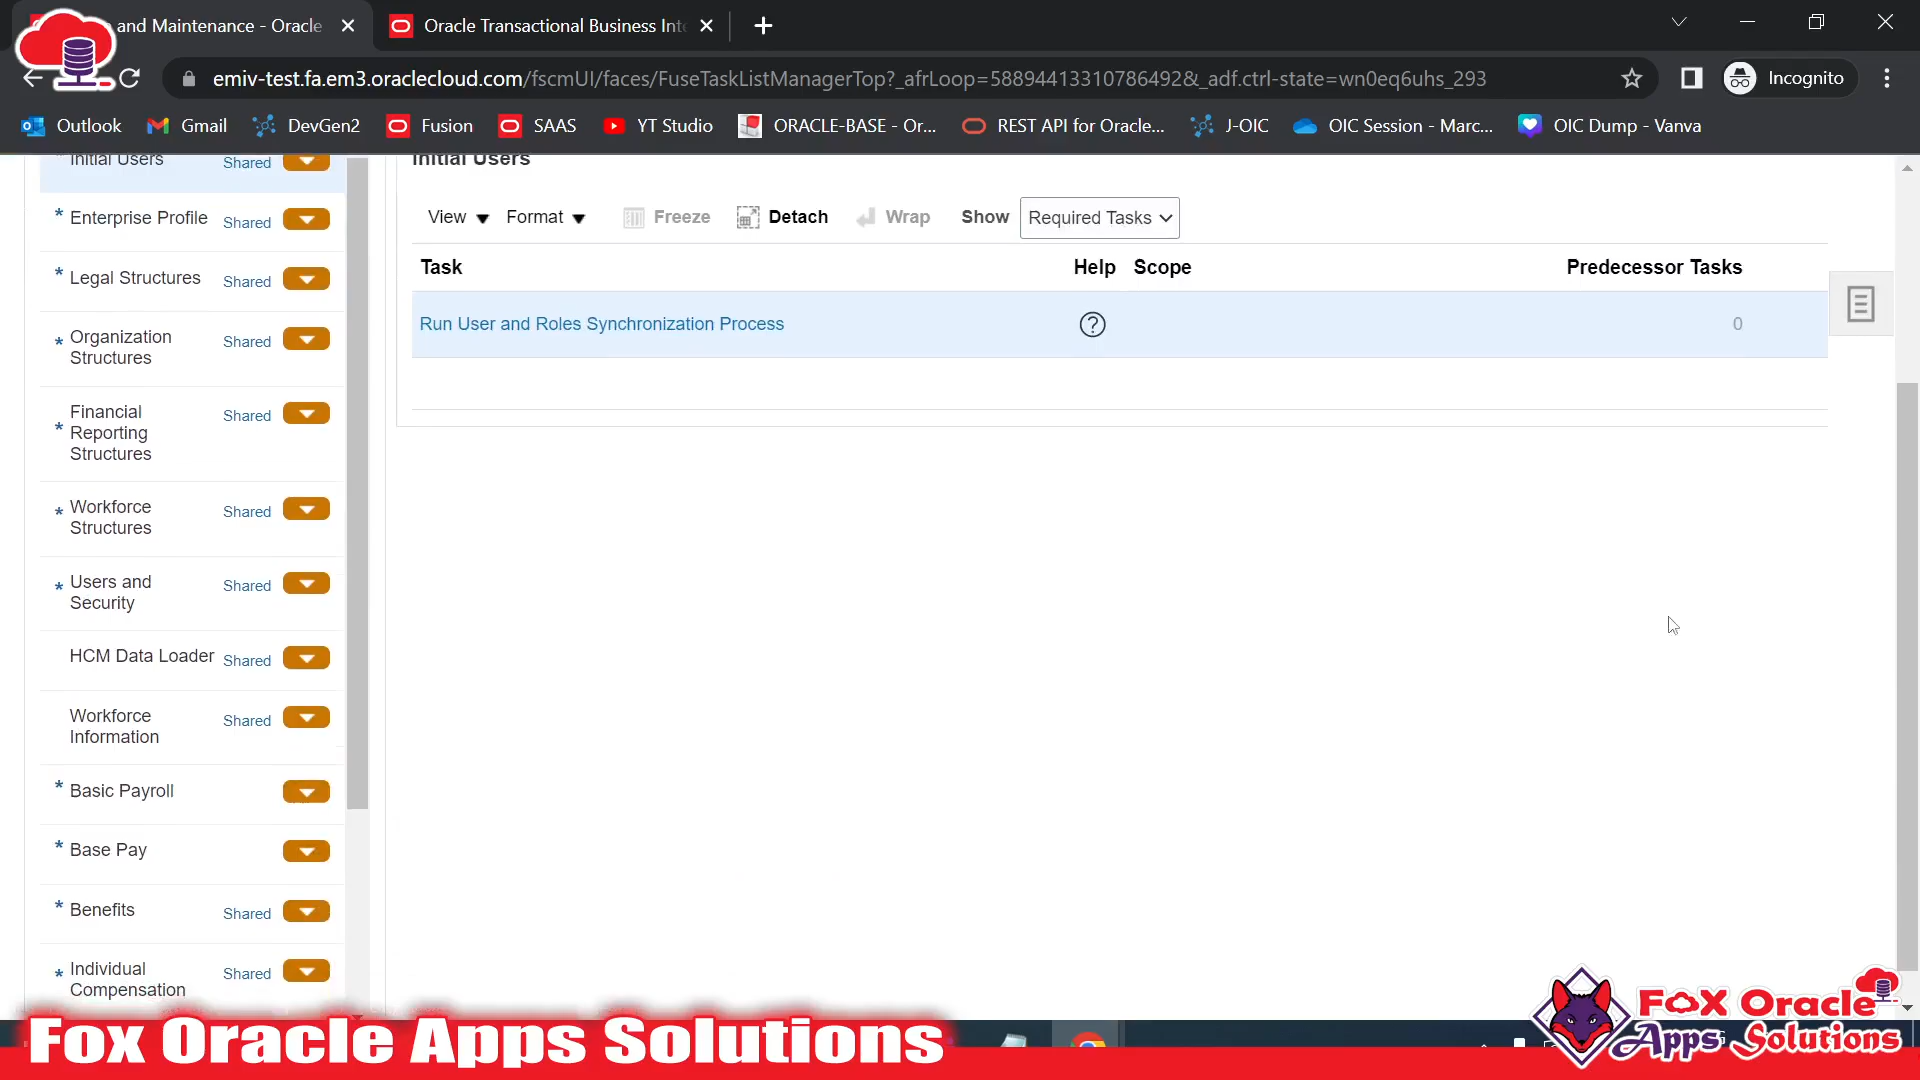 and Maintenance - Oracle
Oracle Transactional Business Int
emiv-test.fa.em3.oraclecloud.com/fscmUI/faces/FuseTaskListManagerTop?_afrLoop=58894413310786492&_adf.ctrl-state=wn0eq6uhs_293
Incognito
Outlook
Gmail
DevGen2
Fusion
SAAS
YT Studio
ORACLE-BASE - Or...
REST API for Oracle...
J-OIC
OIC Session - Marc...
OIC Dump - Vanva
Initial Users
Shared
* Enterprise Profile
Shared
* Legal Structures
Shared
* Organization
Structures
Shared
* Financial
Reporting
Structures
Shared
* Workforce
Structures
Shared
* Users and
Security
Shared
HCM Data Loader
Shared
Workforce
Information
Shared
* Basic Payroll
* Base Pay
* Benefits
Shared
* Individual
Compensation
Shared
Initial Users
View
Format
Freeze
Detach
Wrap
Show
Required Tasks
Task
Help
Scope
Predecessor Tasks
Run User and Roles Synchronization Process
?
0
Fox Oracle Apps Solutions
Fox Oracle
Apps Solutions